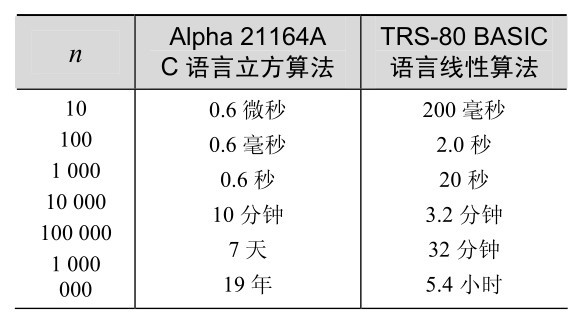 n Alpha 21164A C 语言立方算法 TRS-80 BASIC 语言线性算法
10 0.6 微秒 200 毫秒
100 0.6 毫秒 2.0 秒
1 000 0.6 秒 20 秒
10 000 10 分钟 3.2 分钟
100 000 7 天 32 分钟
1 000 000 19 年 5.4 小时